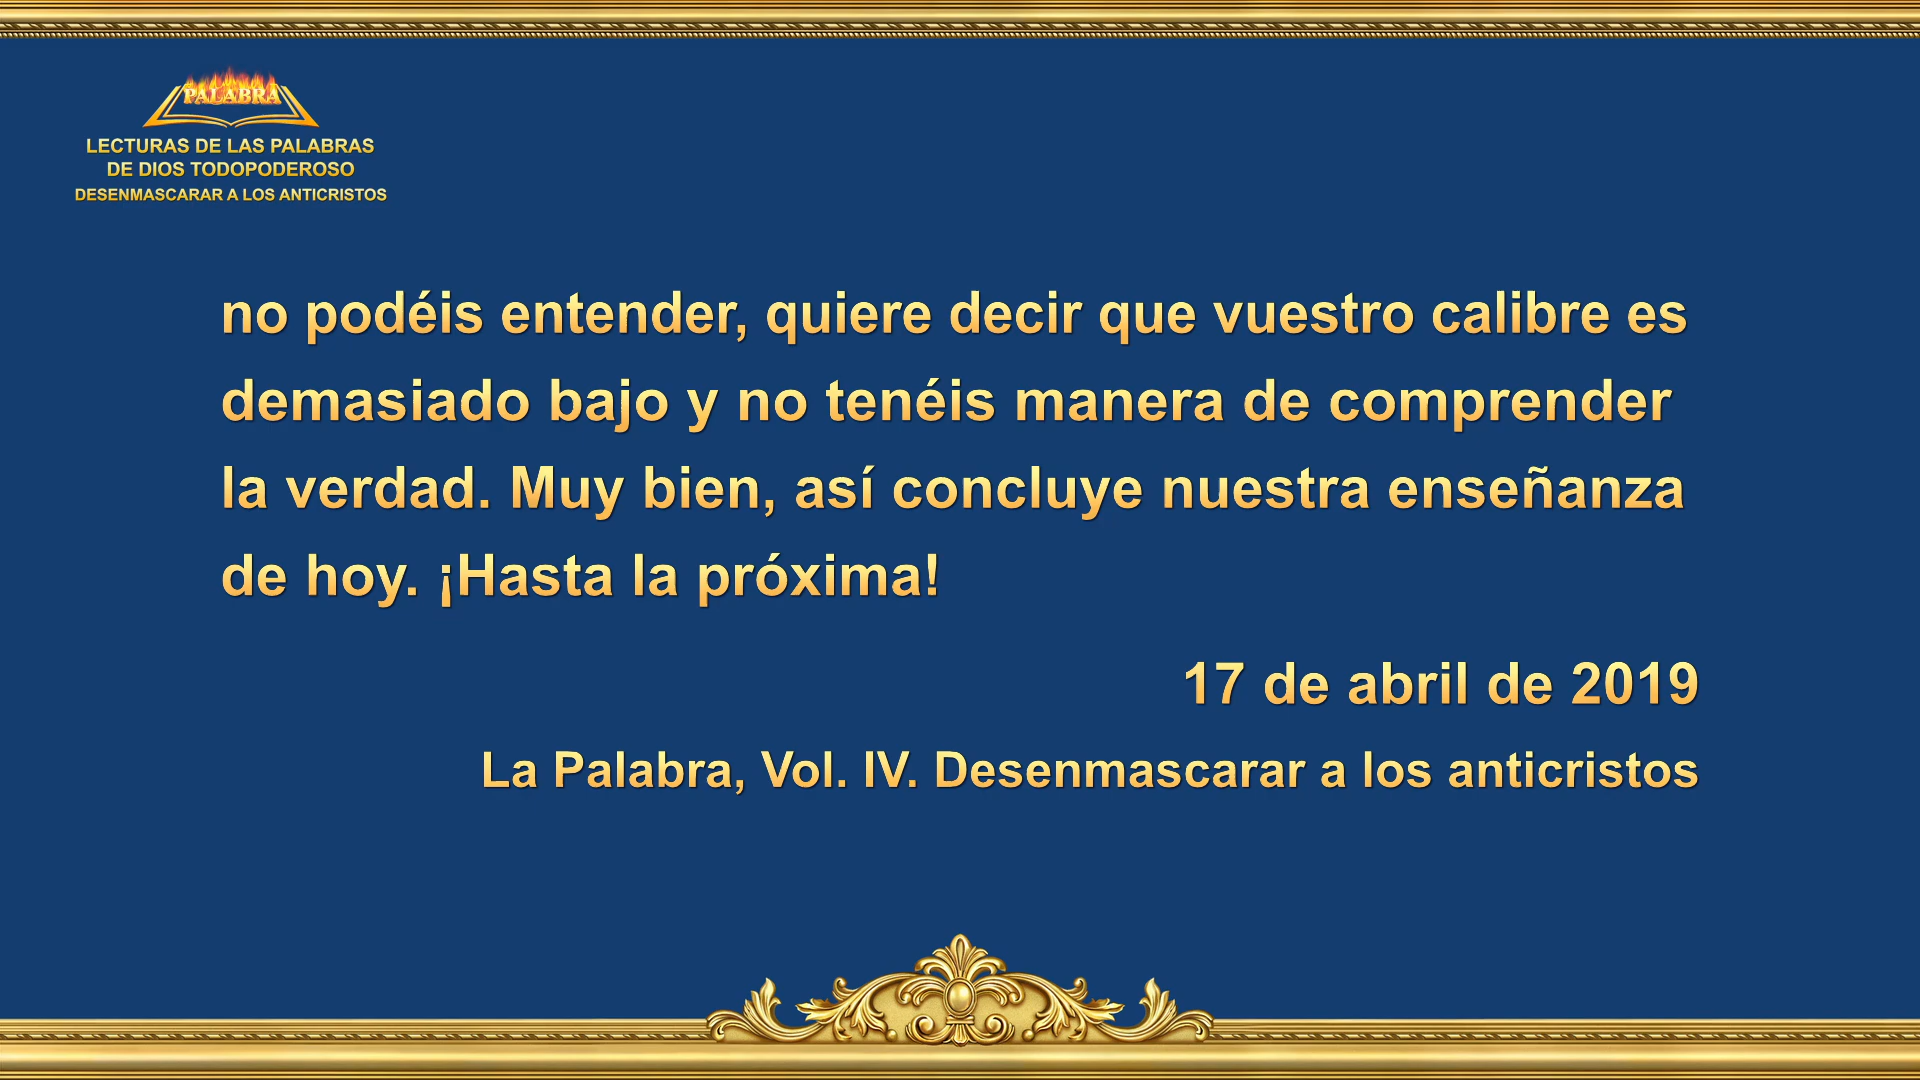 PALABRA
LECTURAS DE LAS PALABRAS
DE DIOS TODOPODEROSO
DESENMASCARAR A LOS ANTICRISTOS
no podéis entender, quiere decir que vuestro calibre es
demasiado bajo y no tenéis manera de comprender
la verdad. Muy bien, así concluye nuestra enseñanza
de hoy. ¡Hasta la próxima!
17 de abril de 2019
La Palabra, Vol. IV. Desenmascarar a los anticristos